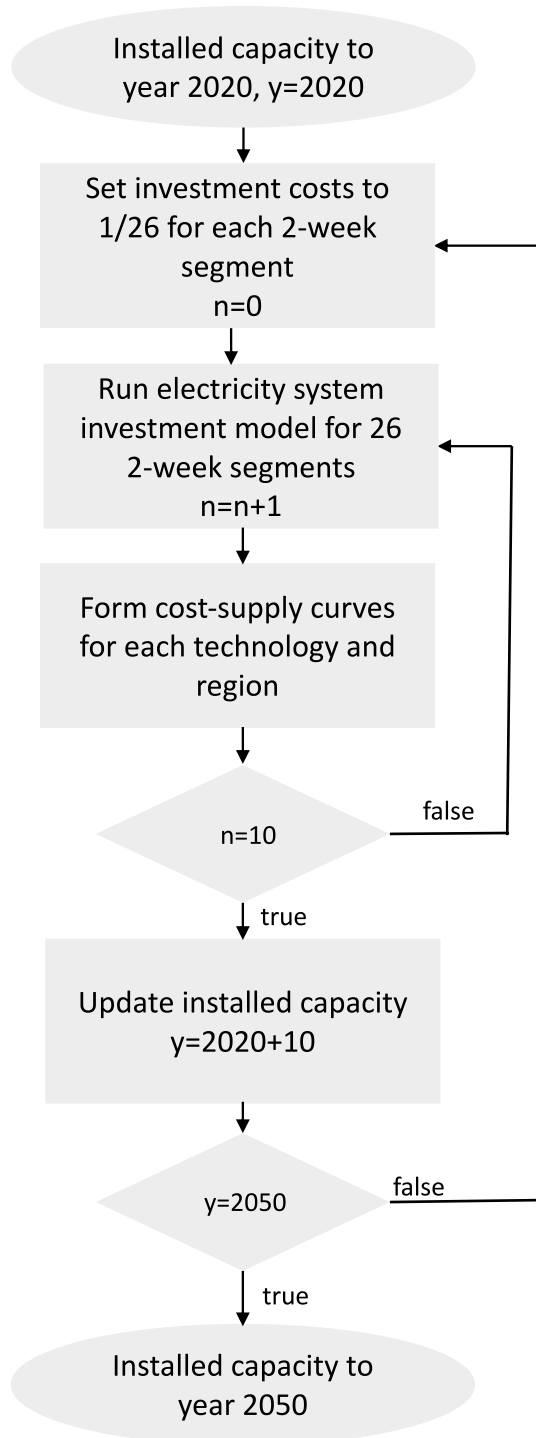 Installed capacity to
year 2020, y=2020
Set investment costs to
1/26 for each 2-week
segment
n=0
Run electricity system
investment model for 26
2-week segments
n=n+1
Form cost-supply curves
for each technology and
region
n=10
false
true
Update installed capacity
y=2020+10
y=2050
false
true
Installed capacity to
year 2050